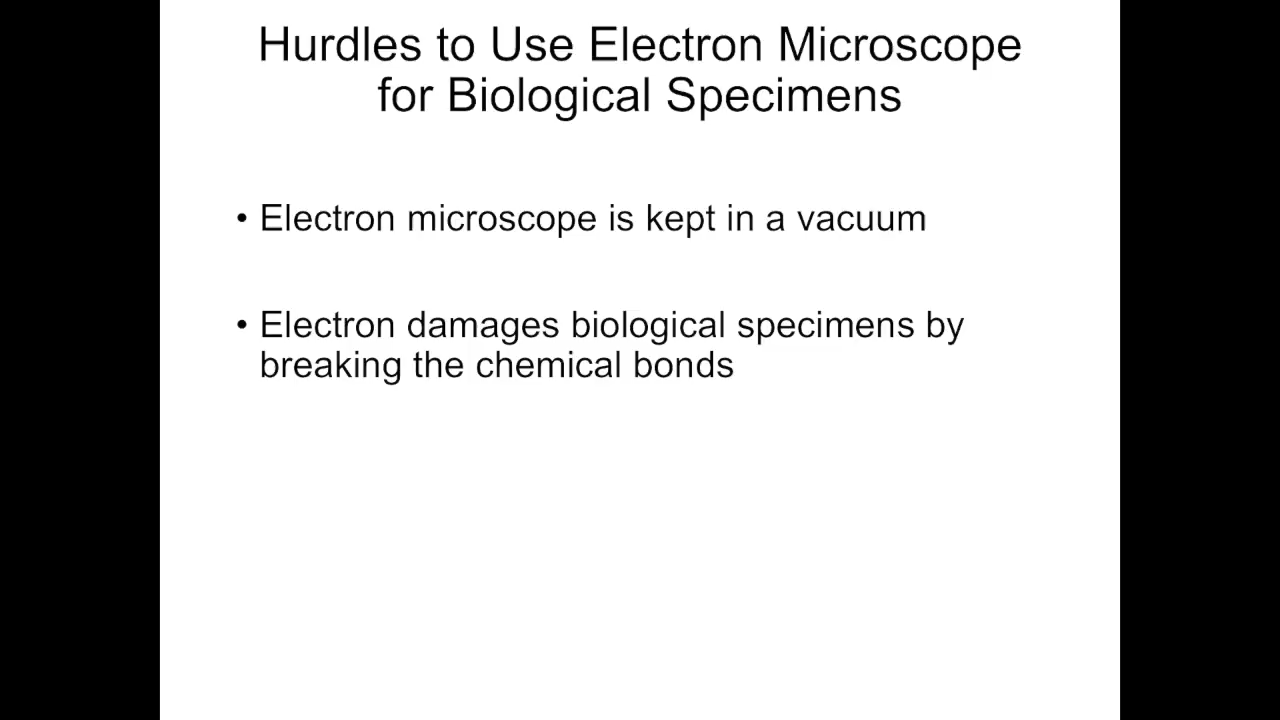 Hurdles to Use Electron Microscope
for Biological Specimens
• Electron microscope is kept in a vacuum
• Electron damages biological specimens by
breaking the chemical bonds